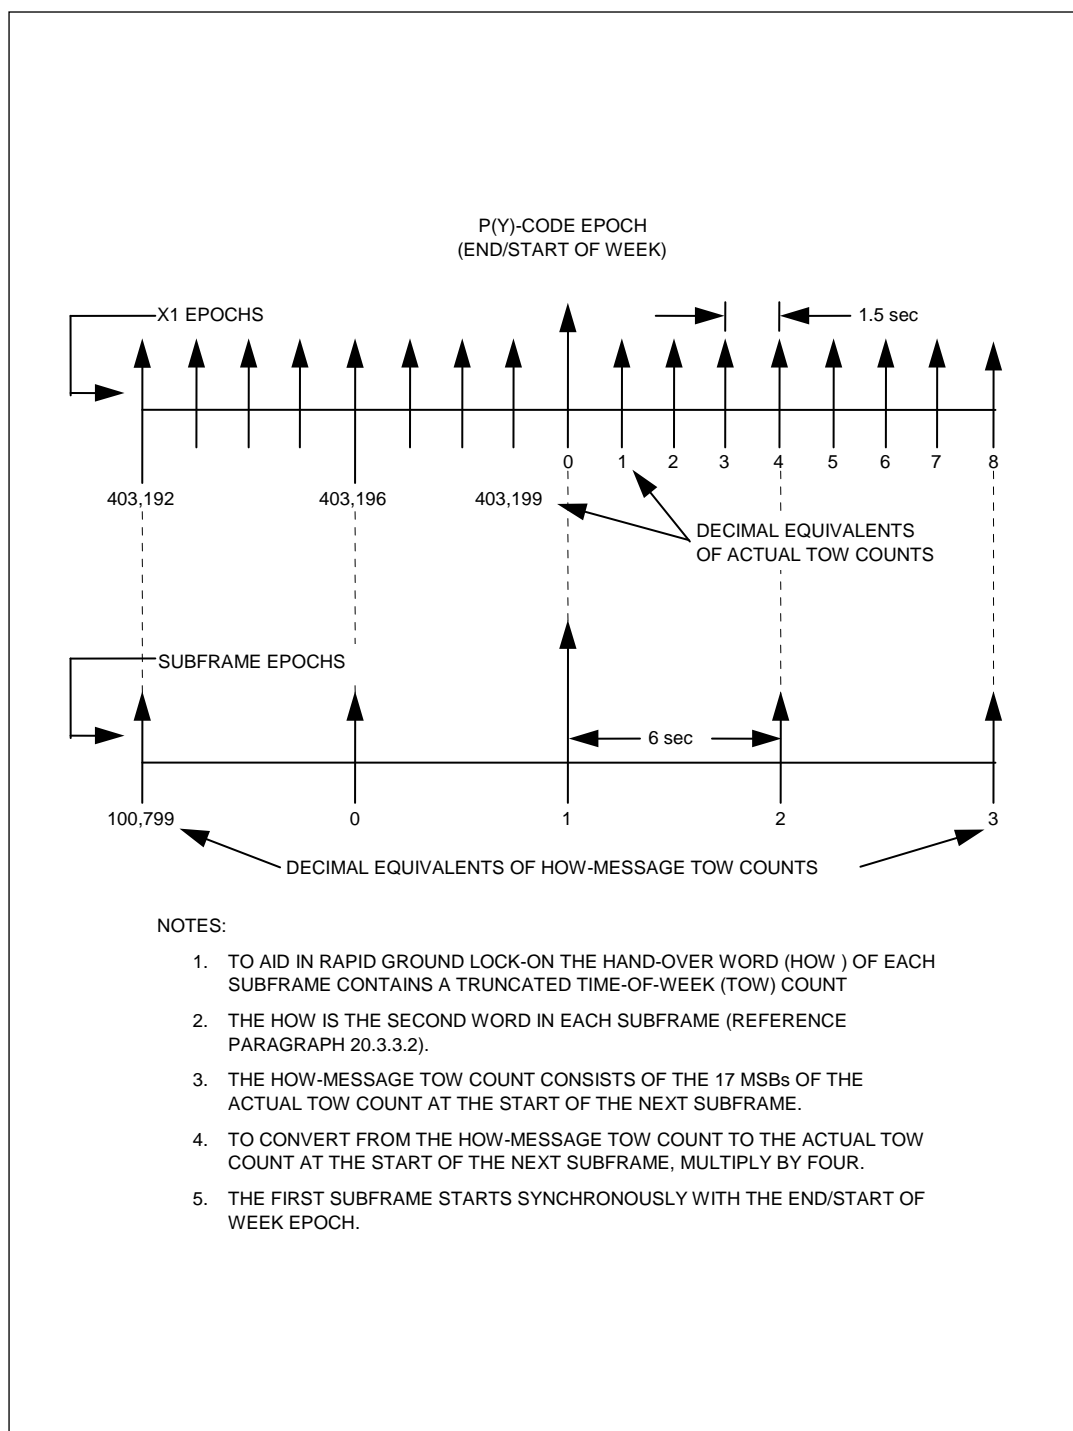 P(Y)-CODE EPOCH
(END/START OF WEEK)
X1 EPOCHS
1.5 sec
0 1 2 3 4 5 6 7 8
403,192 403,196 403,199
DECIMAL EQUIVALENTS
OF ACTUAL TOW COUNTS
SUBFRAME EPOCHS
6 sec
100,799 0 1 2 3
DECIMAL EQUIVALENTS OF HOW-MESSAGE TOW COUNTS
NOTES:
1. TO AID IN RAPID GROUND LOCK-ON THE HAND-OVER WORD (HOW ) OF EACH
SUBFRAME CONTAINS A TRUNCATED TIME-OF-WEEK (TOW) COUNT
2. THE HOW IS THE SECOND WORD IN EACH SUBFRAME (REFERENCE
PARAGRAPH 20.3.3.2).
3. THE HOW-MESSAGE TOW COUNT CONSISTS OF THE 17 MSBs OF THE
ACTUAL TOW COUNT AT THE START OF THE NEXT SUBFRAME.
4. TO CONVERT FROM THE HOW-MESSAGE TOW COUNT TO THE ACTUAL TOW
COUNT AT THE START OF THE NEXT SUBFRAME, MULTIPLY BY FOUR.
5. THE FIRST SUBFRAME STARTS SYNCHRONOUSLY WITH THE END/START OF
WEEK EPOCH.